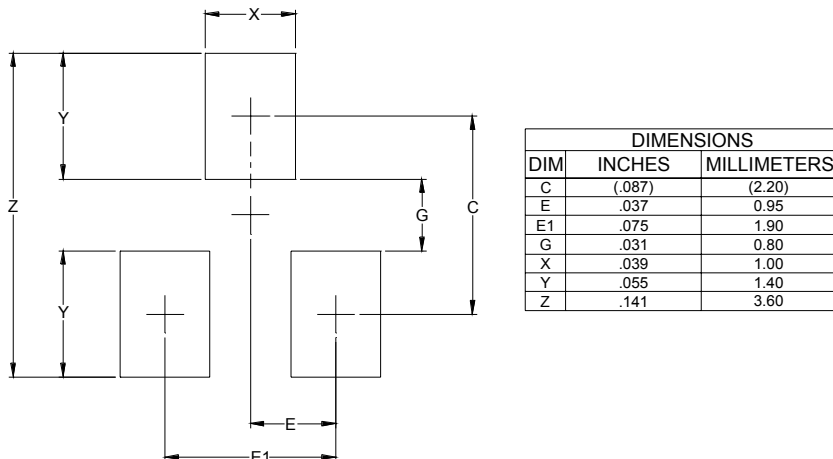 X
Y
Z
G
C
Y
E
E1
DIMENSIONS
DIM INCHES MILLIMETERS
C (.087) (2.20)
E .037 0.95
E1 .075 1.90
G .031 0.80
X .039 1.00
Y .055 1.40
Z .141 3.60